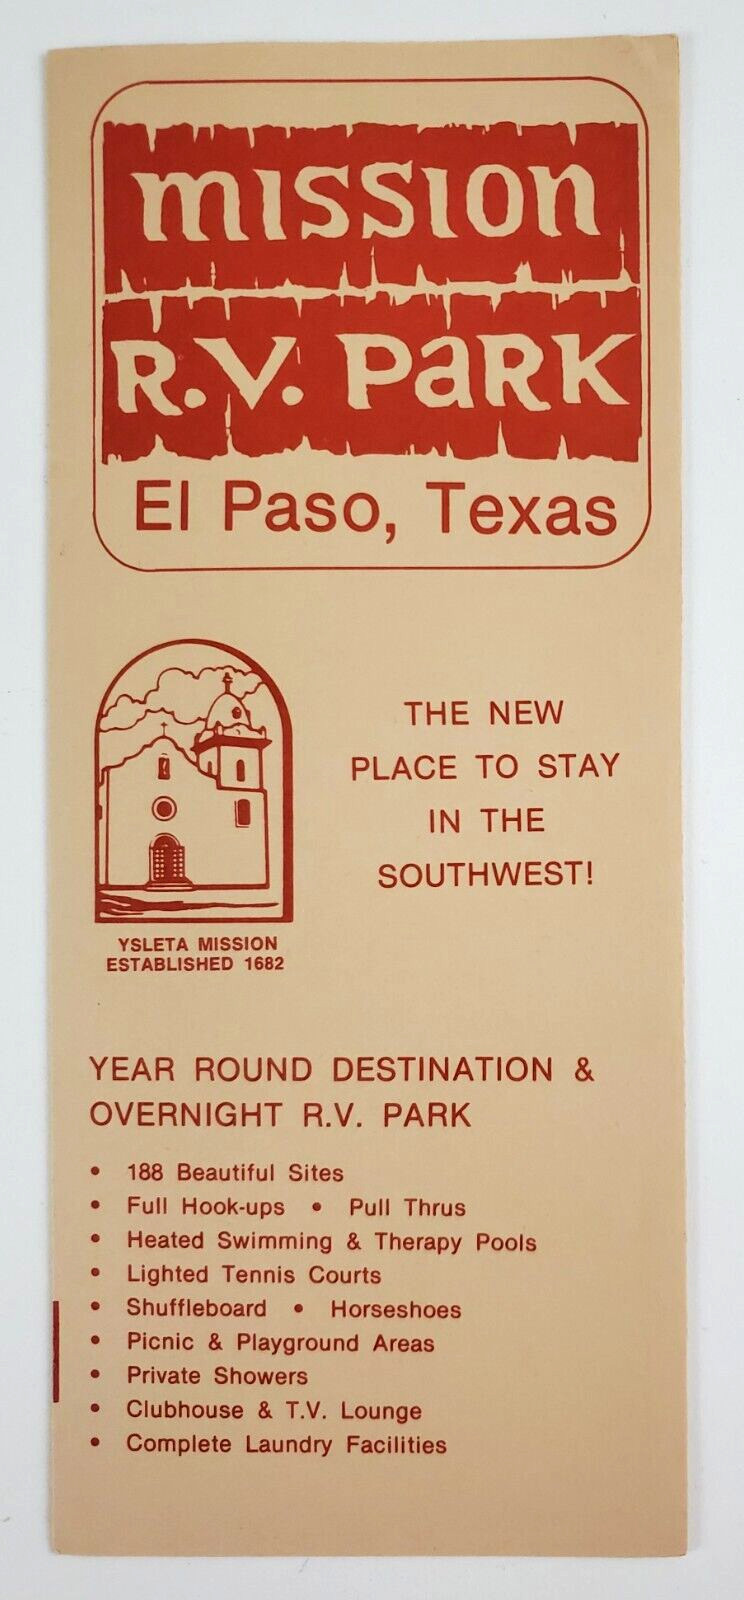 mission
R.V. Park
El Paso, Texas
THE NEW
PLACE TO STAY
IN THE
SOUTHWEST!
YSLETA MISSION
ESTABLISHED 1682
YEAR ROUND DESTINATION &
OVERNIGHT R.V. PARK
• 188 Beautiful Sites
• Full Hook-ups • Pull Thrus
• Heated Swimming & Therapy Pools
• Lighted Tennis Courts
• Shuffleboard • Horseshoes
• Picnic & Playground Areas
• Private Showers
• Clubhouse & T.V. Lounge
• Complete Laundry Facilities